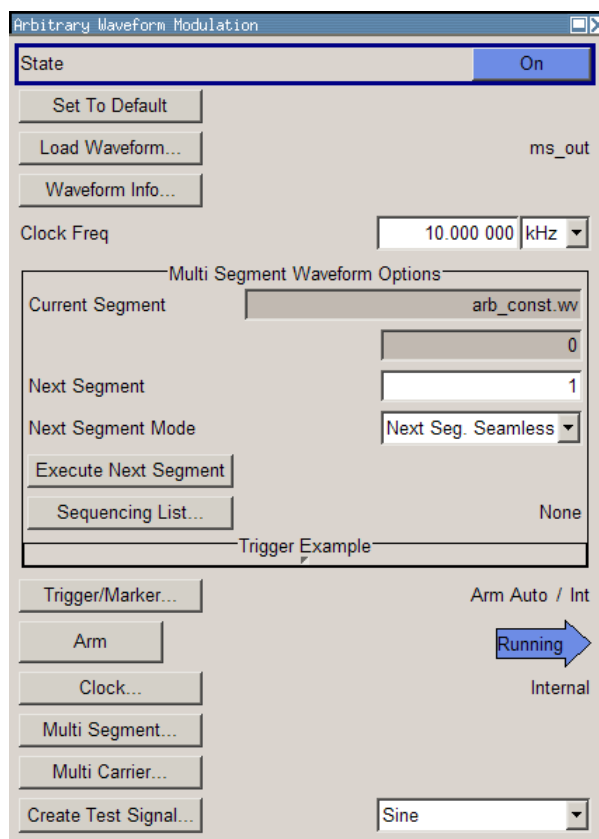 Arbitrary Waveform Modulation
State On
Set To Default
Load Waveform... ms_out
Waveform Info...
Clock Freq 10.000 000 kHz
Multi Segment Waveform Options
Current Segment arb_const.wv
0
Next Segment 1
Next Segment Mode Next Seg. Seamless
Execute Next Segment
Sequencing List... None
Trigger Example
Trigger/Marker... Arm Auto / Int
Arm Running
Clock... Internal
Multi Segment...
Multi Carrier...
Create Test Signal... Sine